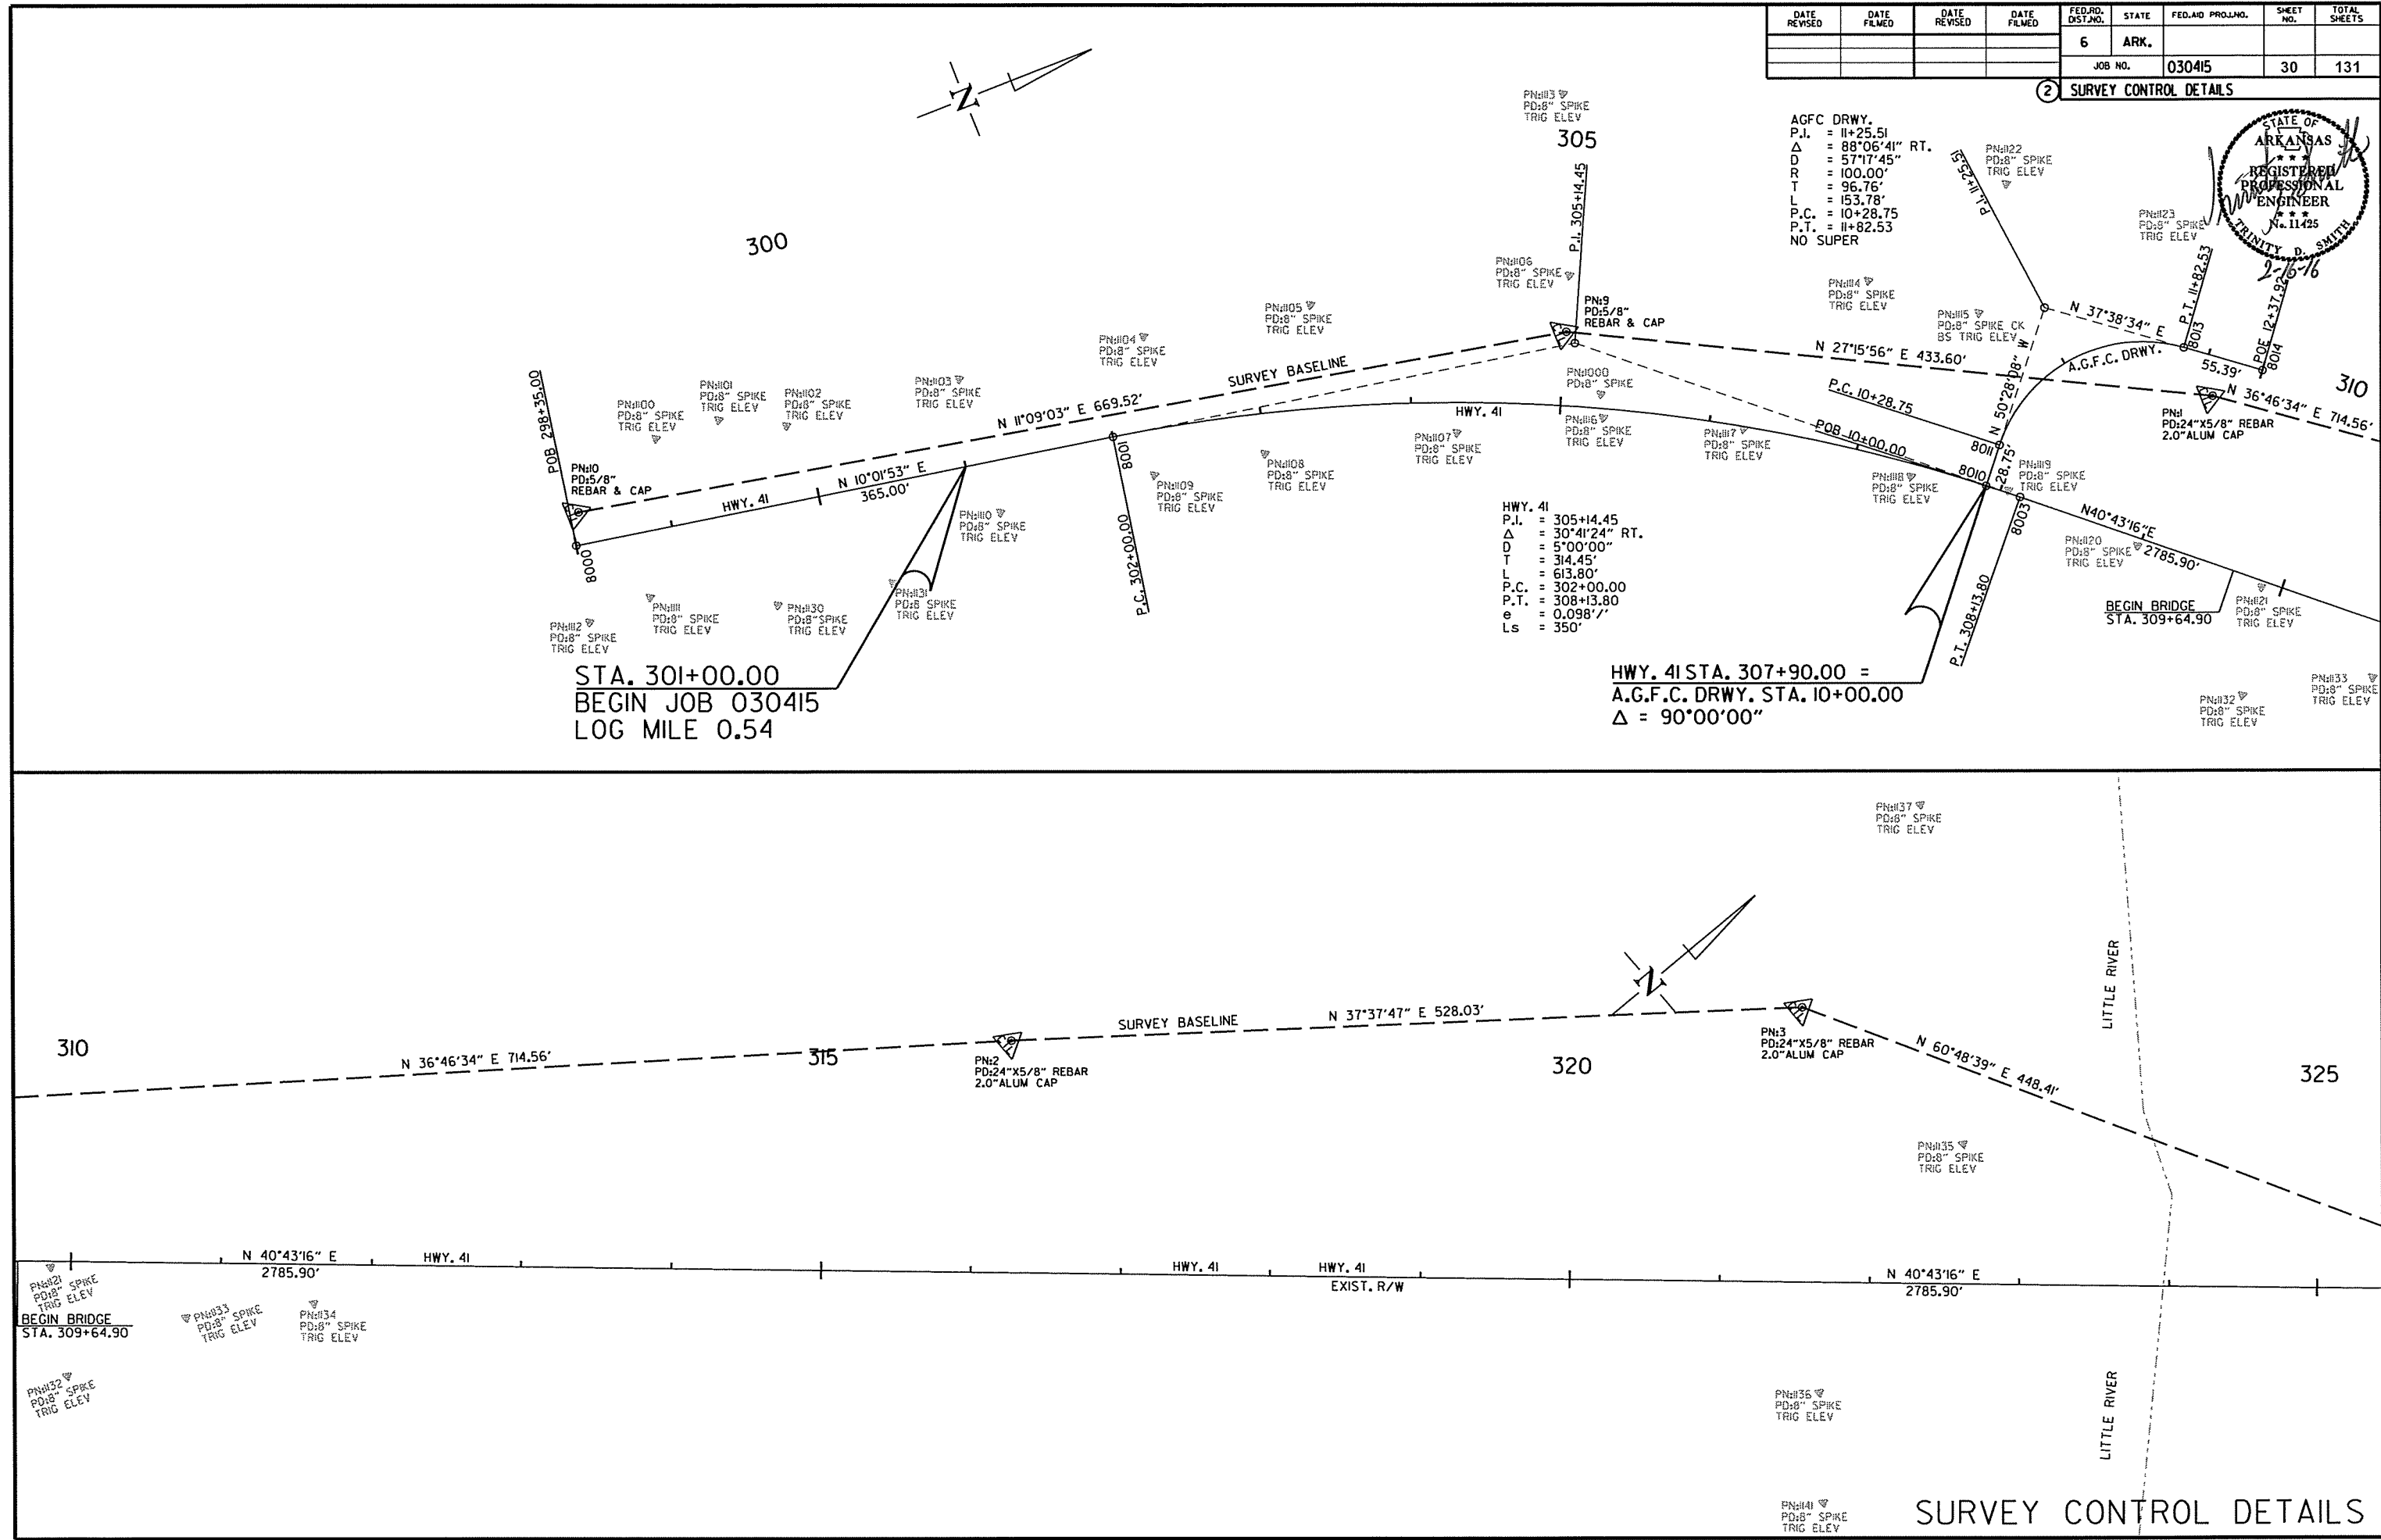 DATE REVISED
DATE FILMED
DATE REVISED
DATE FILMED
FED.RD. DIST.NO.
STATE
FED.AID PROJ.NO.
SHEET NO.
TOTAL SHEETS
6
ARK.
JOB NO.
030415
30
131
2 SURVEY CONTROL DETAILS
STATE OF
ARKANSAS
REGISTERED
PROFESSIONAL
ENGINEER
No. 11425
TRINITY D. SMITH
2-16-16
N
PN:1113
PD:8" SPIKE
TRIG ELEV
305
P.I. 305+14.45
AGFC DRWY.
P.I. = 11+25.51
Δ = 88°06'41" RT.
D = 57°17'45"
R = 100.00'
T = 96.76'
L = 153.78'
P.C. = 10+28.75
P.T. = 11+82.53
NO SUPER
P.I. 11+25.51
PN:1122
PD:8" SPIKE
TRIG ELEV
PN:1123
PD:8" SPIKE
TRIG ELEV
300
PN:1106
PD:8" SPIKE
TRIG ELEV
PN:9
PD:5/8"
REBAR & CAP
PN:1105
PD:8" SPIKE
TRIG ELEV
PN:1104
PD:8" SPIKE
TRIG ELEV
PN:1114
PD:8" SPIKE
TRIG ELEV
PN:1115
PD:8" SPIKE CK
BS TRIG ELEV
N 37°38'34" E
P.T. 11+82.53
8013
POE 12+37.92
8014
55.39'
310
A.G.F.C. DRWY.
N 50°28'08" W
N 27°15'56" E 433.60'
N 36°46'34" E 714.56'
PN:1
PD:24"X5/8" REBAR
2.0"ALUM CAP
POB 298+35.00
PN:1100
PD:8" SPIKE
TRIG ELEV
PN:1101
PD:8" SPIKE
TRIG ELEV
PN:1102
PD:8" SPIKE
TRIG ELEV
PN:1103
PD:8" SPIKE
TRIG ELEV
SURVEY BASELINE
N 11°09'03" E 669.52'
PN:1000
PD:8" SPIKE
P.C. 10+28.75
POB 10+00.00
8011
28.75'
8010
PN:10
PD:5/8"
REBAR & CAP
8000
HWY. 41
N 10°01'53" E
365.00'
8001
P.C. 302+00.00
HWY. 41
PN:1109
PD:8" SPIKE
TRIG ELEV
PN:1108
PD:8" SPIKE
TRIG ELEV
PN:1107
PD:8" SPIKE
TRIG ELEV
PN:1116
PD:8" SPIKE
TRIG ELEV
PN:1117
PD:8" SPIKE
TRIG ELEV
PN:1118
PD:8" SPIKE
TRIG ELEV
PN:1119
PD:8" SPIKE
TRIG ELEV
8003
P.T. 308+13.80
N40°43'16"E
2785.90'
PN:1120
PD:8" SPIKE
TRIG ELEV
PN:1121
PD:8" SPIKE
TRIG ELEV
BEGIN BRIDGE
STA. 309+64.90
PN:1110
PD:8" SPIKE
TRIG ELEV
HWY. 41
P.I. = 305+14.45
Δ = 30°41'24" RT.
D = 5°00'00"
T = 314.45'
L = 613.80'
P.C. = 302+00.00
P.T. = 308+13.80
e = 0.098'/'
Ls = 350'
PN:1112
PD:8" SPIKE
TRIG ELEV
PN:1111
PD:8" SPIKE
TRIG ELEV
PN:1130
PD:8"SPIKE
TRIG ELEV
PN:1131
PD:8 SPIKE
TRIG ELEV
STA. 301+00.00
BEGIN JOB 030415
LOG MILE 0.54
HWY. 41 STA. 307+90.00 =
A.G.F.C. DRWY. STA. 10+00.00
Δ = 90°00'00"
PN:1132
PD:8" SPIKE
TRIG ELEV
PN:1133
PD:8" SPIKE
TRIG ELEV
PN:1137
PD:8" SPIKE
TRIG ELEV
N
LITTLE RIVER
310
N 36°46'34" E 714.56'
315
PN:2
PD:24"X5/8" REBAR
2.0"ALUM CAP
SURVEY BASELINE
N 37°37'47" E 528.03'
320
PN:3
PD:24"X5/8" REBAR
2.0"ALUM CAP
N 60°48'39" E 448.41'
325
PN:1135
PD:8" SPIKE
TRIG ELEV
N 40°43'16" E
2785.90'
HWY. 41
HWY. 41
HWY. 41
EXIST. R/W
N 40°43'16" E
2785.90'
PN:1121
PD:8" SPIKE
TRIG ELEV
BEGIN BRIDGE
STA. 309+64.90
PN:1133
PD:8" SPIKE
TRIG ELEV
PN:1134
PD:8" SPIKE
TRIG ELEV
PN:1132
PD:8" SPIKE
TRIG ELEV
PN:1136
PD:8" SPIKE
TRIG ELEV
LITTLE RIVER
PN:1141
PD:8" SPIKE
TRIG ELEV
SURVEY CONTROL DETAILS